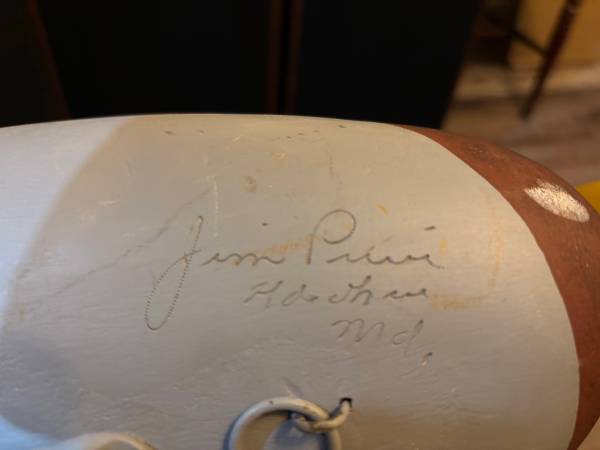 Jim Pierce
H de Grace
Md.